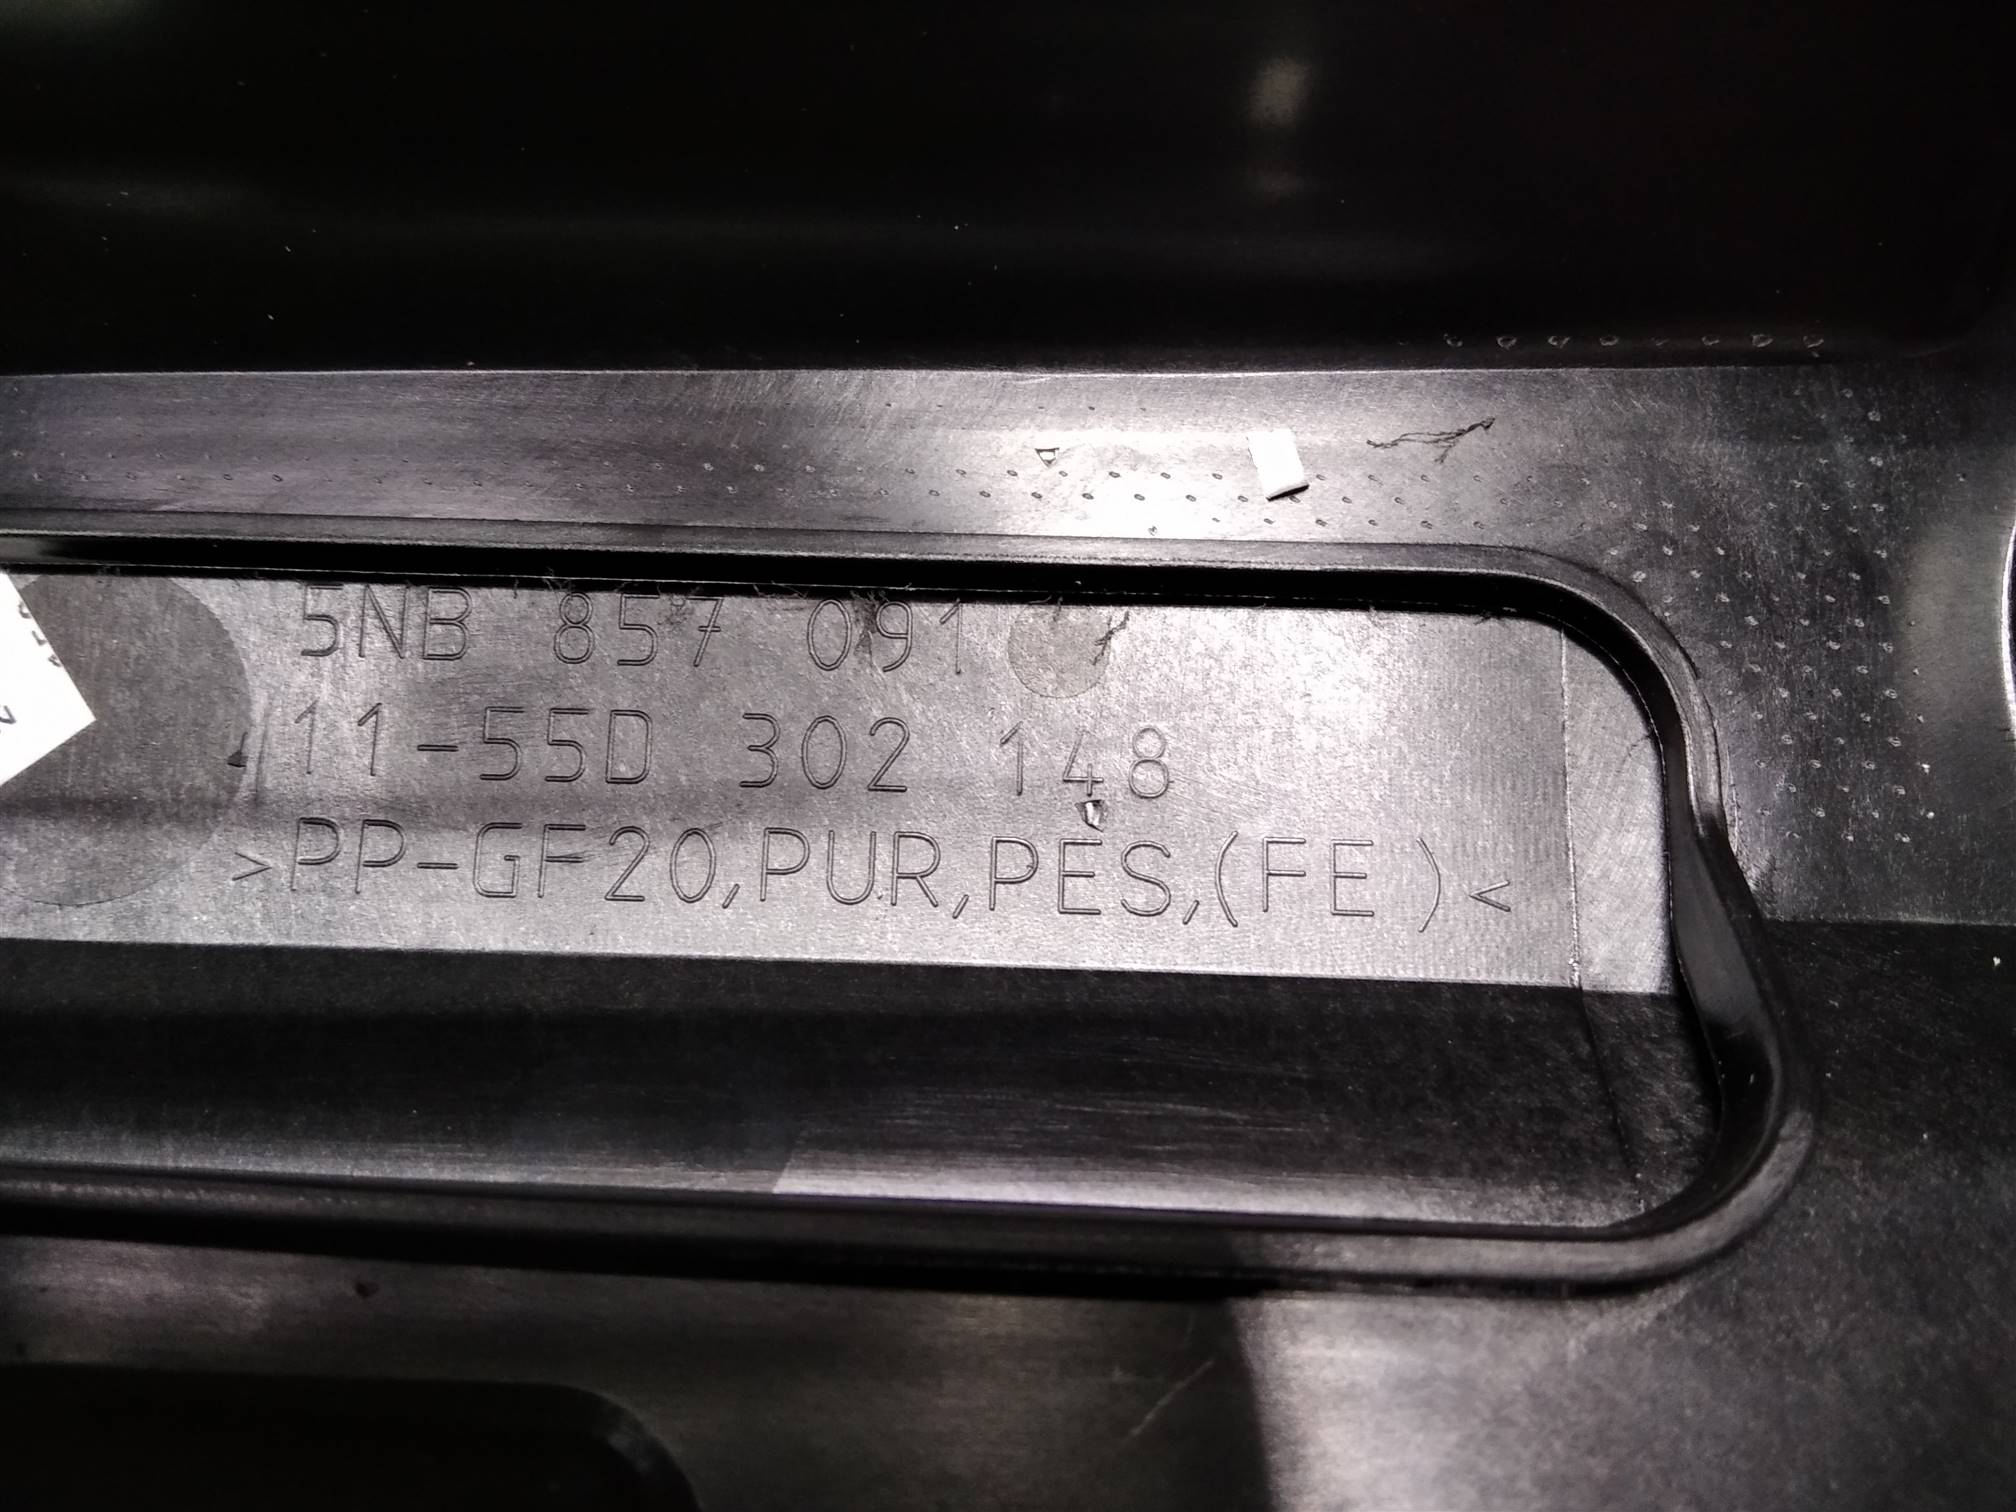 5NB 857 091
11-55D 302 148
>PP-GF20,PUR,PES,(FE)<